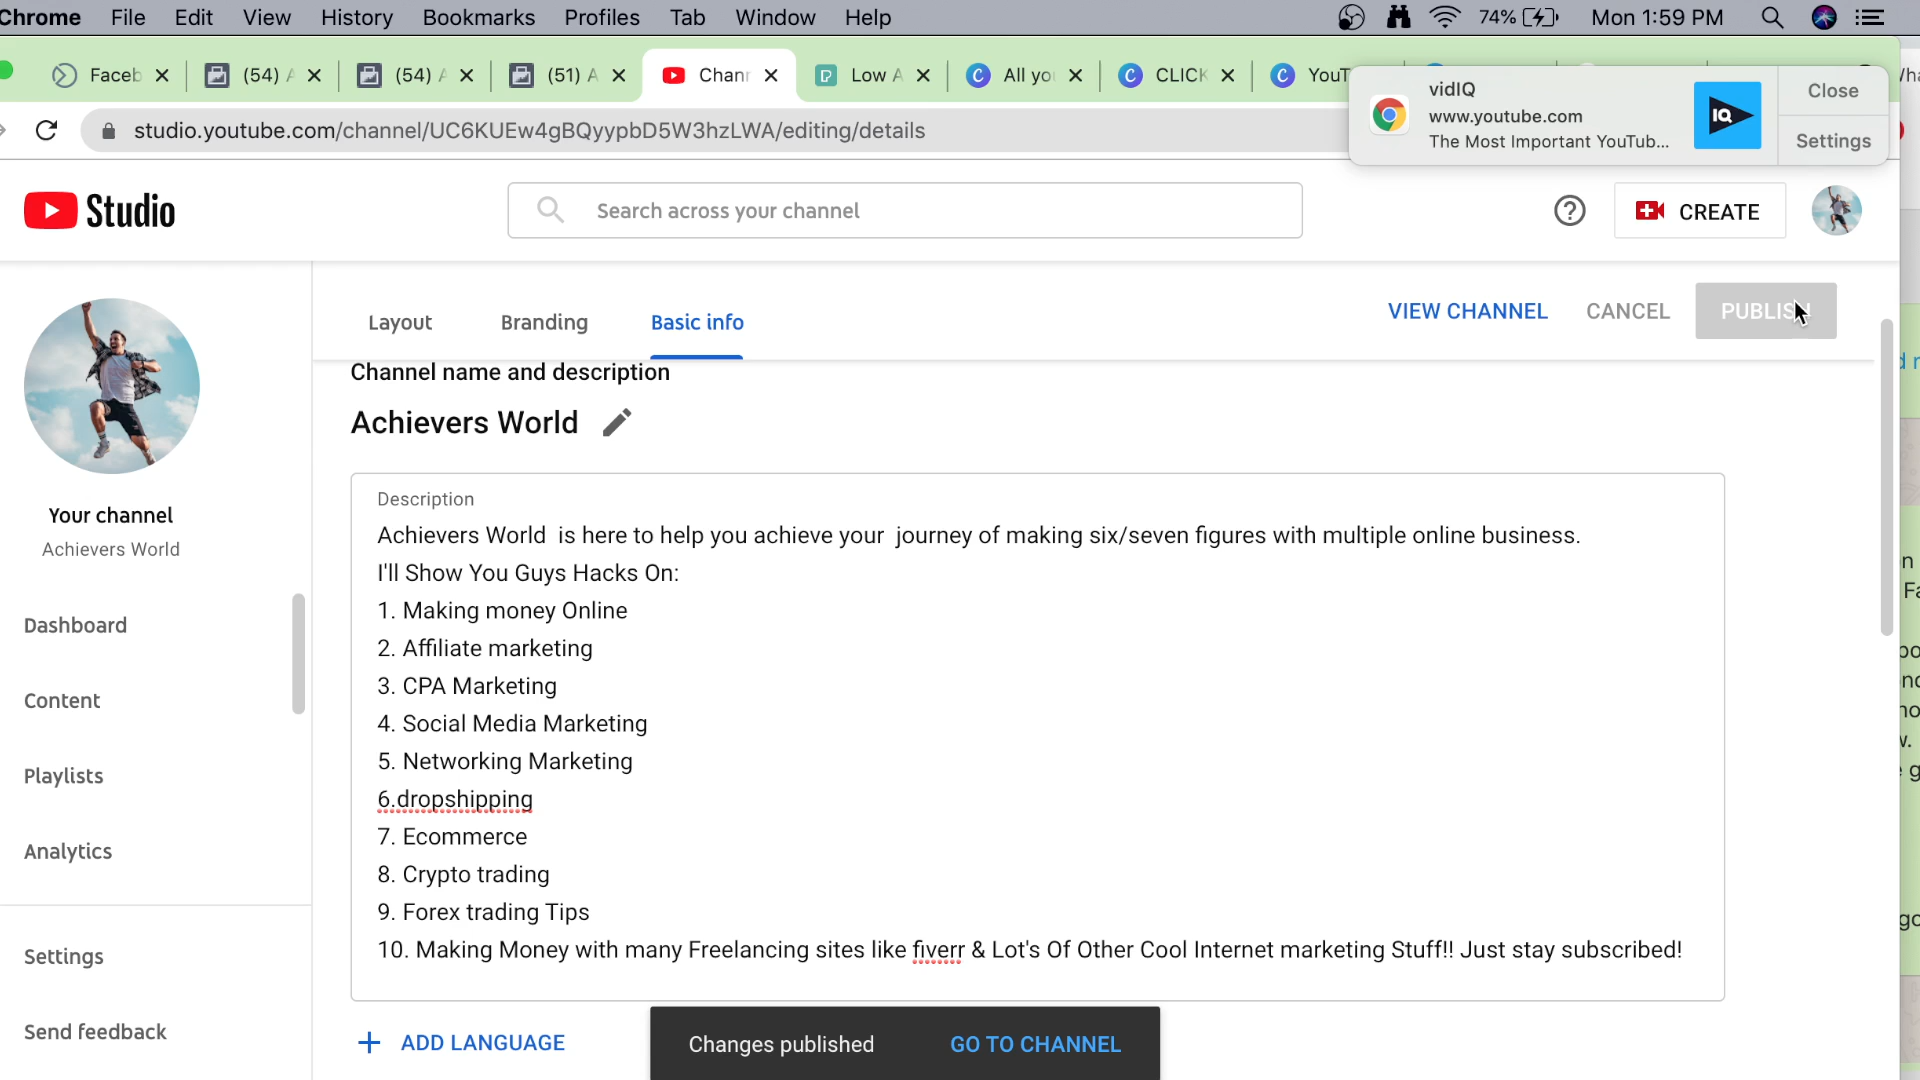 Chrome File Edit View History Bookmarks Profiles Tab Window Help 74% Mon 1:59 PM
Faceb (54) A (54) A (51) A Chann Low A All you CLICK YouT
vidIQ
www.youtube.com
The Most Important YouTub...
IQ
Close
Settings
studio.youtube.com/channel/UC6KUEw4gBQyypbD5W3hzLWA/editing/details
Studio
Search across your channel
CREATE
Layout Branding Basic info
VIEW CHANNEL CANCEL PUBLISH
Your channel
Achievers World
Dashboard
Content
Playlists
Analytics
Settings
Send feedback
Channel name and description
Achievers World
Description
Achievers World is here to help you achieve your journey of making six/seven figures with multiple online business.
I'll Show You Guys Hacks On:
1. Making money Online
2. Affiliate marketing
3. CPA Marketing
4. Social Media Marketing
5. Networking Marketing
6.dropshipping
7. Ecommerce
8. Crypto trading
9. Forex trading Tips
10. Making Money with many Freelancing sites like fiverr & Lot's Of Other Cool Internet marketing Stuff!! Just stay subscribed!
ADD LANGUAGE
Changes published GO TO CHANNEL